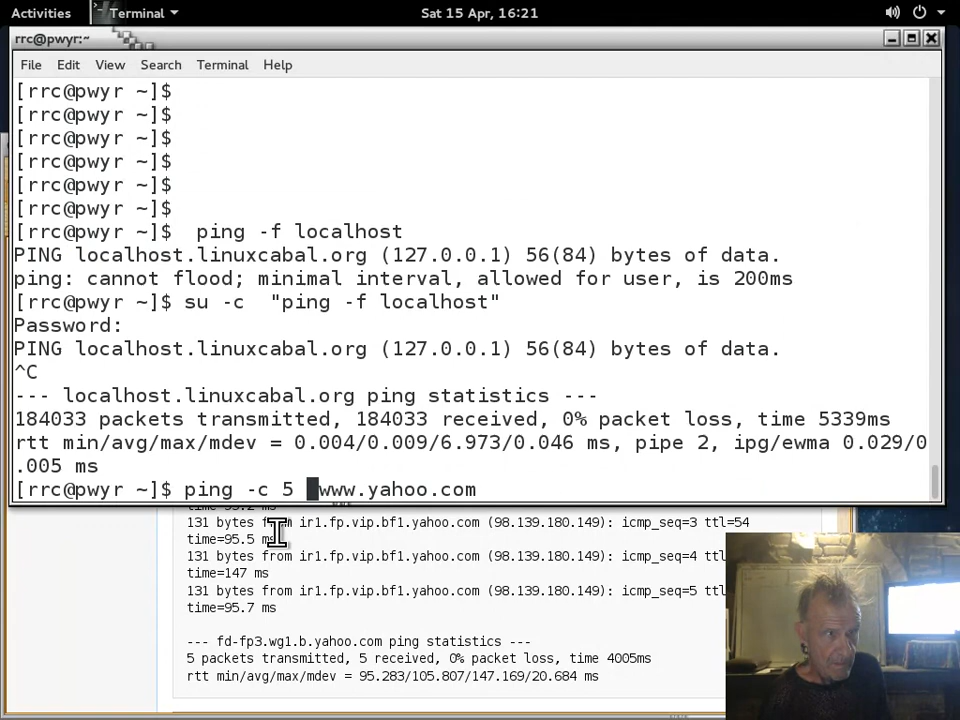 Activities Terminal Sat 15 Apr, 16:21
rrc@pwyr:~
File Edit View Search Terminal Help
[rrc@pwyr ~]$
[rrc@pwyr ~]$
[rrc@pwyr ~]$
[rrc@pwyr ~]$
[rrc@pwyr ~]$
[rrc@pwyr ~]$
[rrc@pwyr ~]$  ping -f localhost
PING localhost.linuxcabal.org (127.0.0.1) 56(84) bytes of data.
ping: cannot flood; minimal interval, allowed for user, is 200ms
[rrc@pwyr ~]$ su -c  "ping -f localhost"
Password:
PING localhost.linuxcabal.org (127.0.0.1) 56(84) bytes of data.
^C
--- localhost.linuxcabal.org ping statistics ---
184033 packets transmitted, 184033 received, 0% packet loss, time 5339ms
rtt min/avg/max/mdev = 0.004/0.009/6.973/0.046 ms, pipe 2, ipg/ewma 0.029/0
.005 ms
[rrc@pwyr ~]$ ping -c 5 www.yahoo.com
131 bytes from ir1.fp.vip.bf1.yahoo.com (98.139.180.149): icmp_seq=3 ttl=54
time=95.5 ms
131 bytes from ir1.fp.vip.bf1.yahoo.com (98.139.180.149): icmp_seq=4 ttl
time=147 ms
131 bytes from ir1.fp.vip.bf1.yahoo.com (98.139.180.149): icmp_seq=5 ttl
time=95.7 ms
--- fd-fp3.wg1.b.yahoo.com ping statistics ---
5 packets transmitted, 5 received, 0% packet loss, time 4005ms
rtt min/avg/max/mdev = 95.283/105.807/147.169/20.684 ms